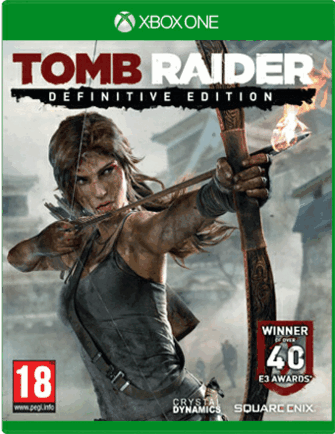 XBOX ONE
TOMB RAIDER
DEFINITIVE EDITION
WINNER
OF OVER
40
E3 AWARDS*
18
www.pegi.info
CRYSTAL
DYNAMICS
SQUARE ENIX